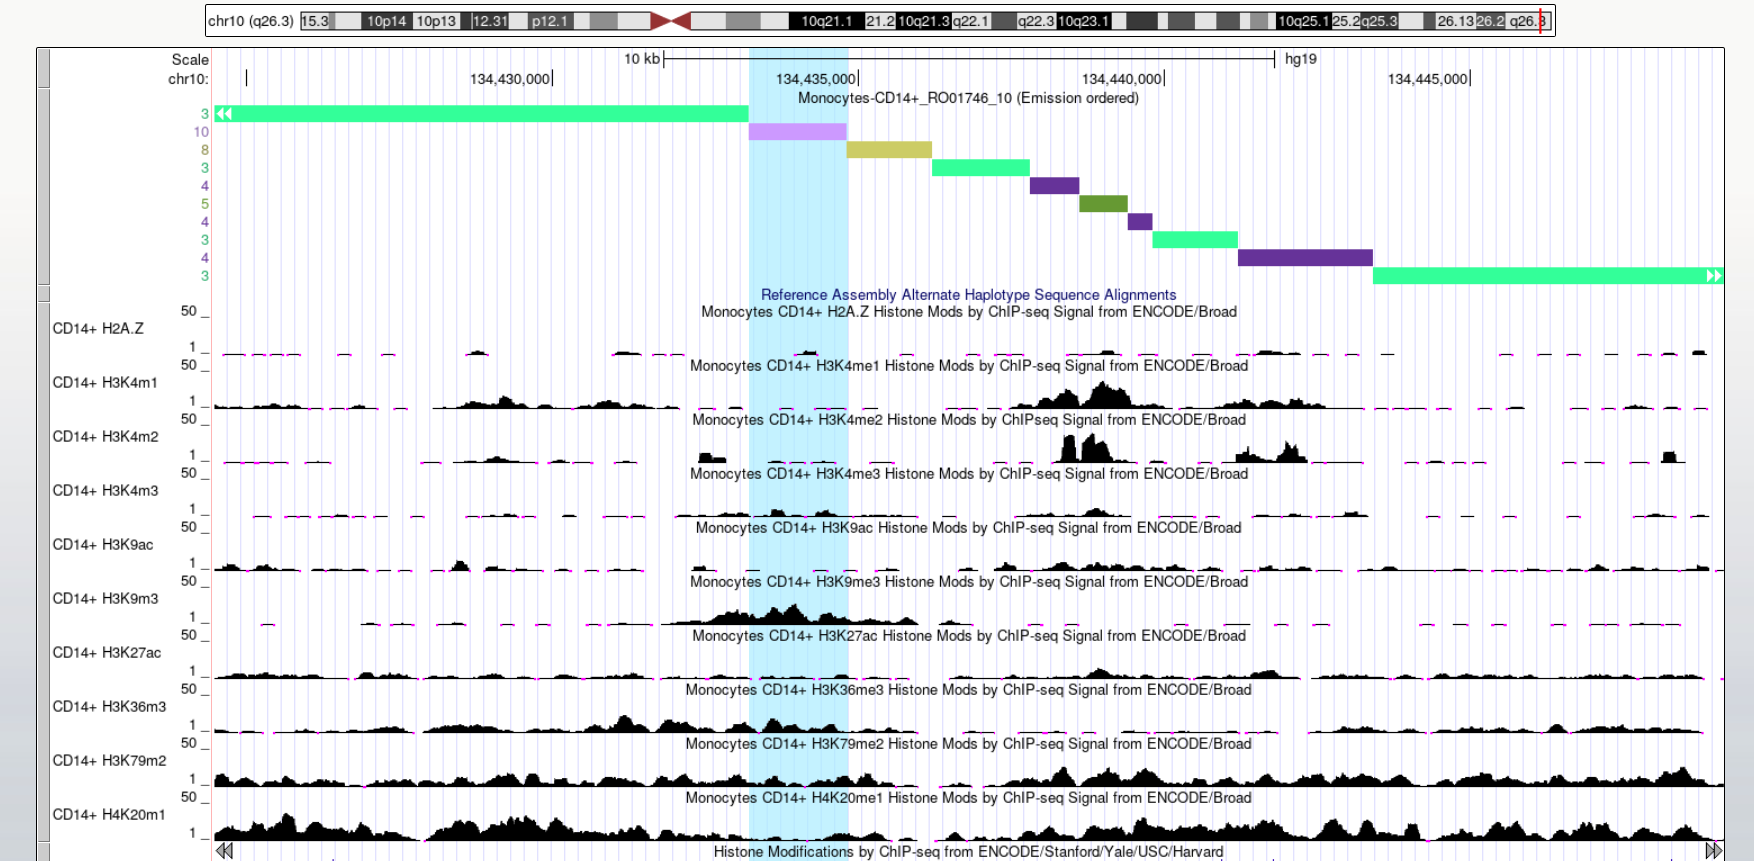 chr10 (q26.3) 15.3 10p14 10p13 12.31 p12.1 10q21.1 21.2 10q21.3 q22.1 q22.3 10q23.1 10q25.1 25.2 q25.3 26.13 26.2 q26.3
Scale 10 kb hg19
chr10: 134,430,000 134,435,000 134,440,000 134,445,000
Monocytes-CD14+_RO01746_10 (Emission ordered)
3
10
8
3
4
5
4
3
4
3
Reference Assembly Alternate Haplotype Sequence Alignments
50 Monocytes CD14+ H2A.Z Histone Mods by ChIP-seq Signal from ENCODE/Broad
CD14+ H2A.Z
1
50 Monocytes CD14+ H3K4me1 Histone Mods by ChIP-seq Signal from ENCODE/Broad
CD14+ H3K4m1
1
50 Monocytes CD14+ H3K4me2 Histone Mods by ChIPseq Signal from ENCODE/Broad
CD14+ H3K4m2
1
50 Monocytes CD14+ H3K4me3 Histone Mods by ChIP-seq Signal from ENCODE/Broad
CD14+ H3K4m3
1
50 Monocytes CD14+ H3K9ac Histone Mods by ChIP-seq Signal from ENCODE/Broad
CD14+ H3K9ac
1
50 Monocytes CD14+ H3K9me3 Histone Mods by ChIP-seq Signal from ENCODE/Broad
CD14+ H3K9m3
1
50 Monocytes CD14+ H3K27ac Histone Mods by ChIP-seq Signal from ENCODE/Broad
CD14+ H3K27ac
1
50 Monocytes CD14+ H3K36me3 Histone Mods by ChIP-seq Signal from ENCODE/Broad
CD14+ H3K36m3
1
50 Monocytes CD14+ H3K79me2 Histone Mods by ChIP-seq Signal from ENCODE/Broad
CD14+ H3K79m2
1
50 Monocytes CD14+ H4K20me1 Histone Mods by ChIP-seq Signal from ENCODE/Broad
CD14+ H4K20m1
1
Histone Modifications by ChIP-seq from ENCODE/Stanford/Yale/USC/Harvard